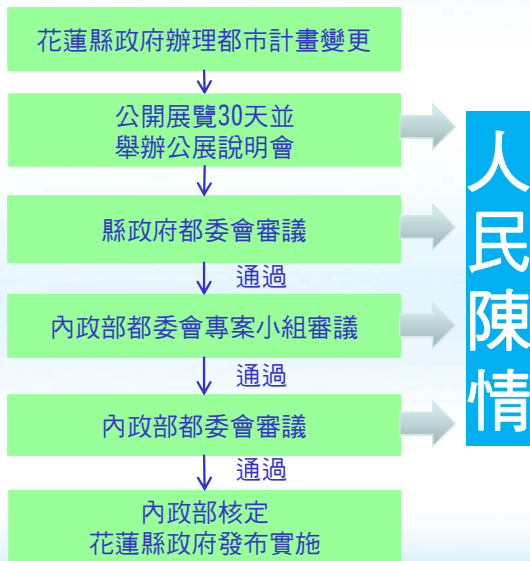 花蓮縣政府辦理都市計畫變更
公開展覽30天並
舉辦公展說明會
縣政府都委會審議
通過
內政部都委會專案小組審議
通過
內政部都委會審議
通過
內政部核定
花蓮縣政府發布實施
人民陳情